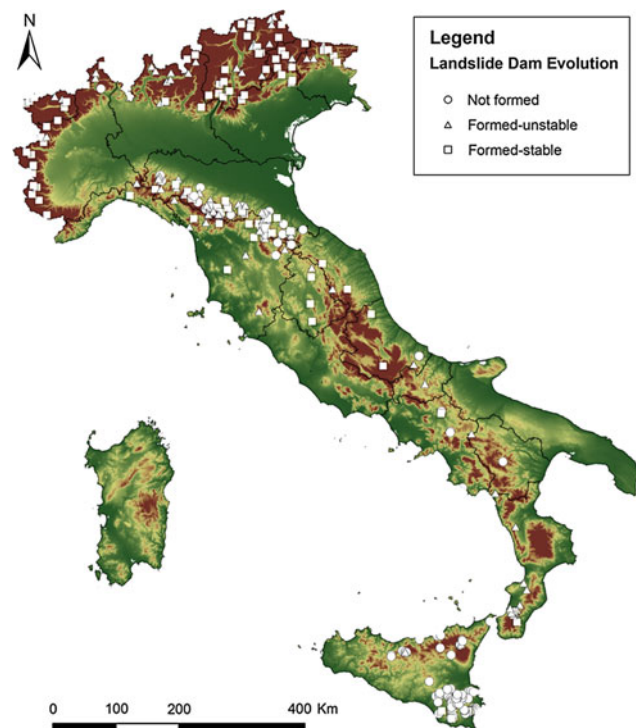 N
Legend
Landslide Dam Evolution
Not formed
Formed-unstable
Formed-stable
0 100 200 400 Km